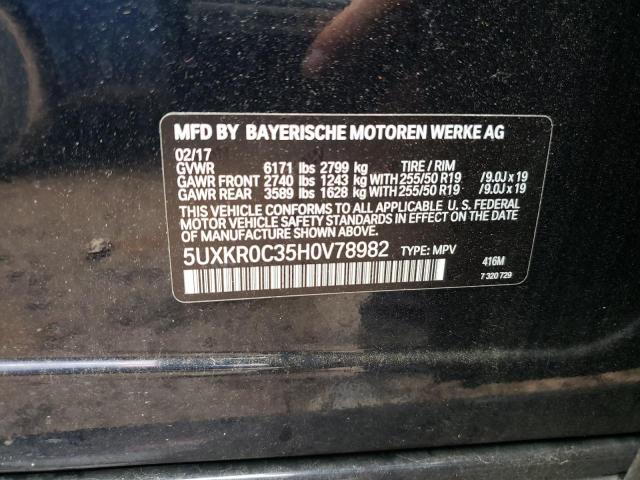 MFD BY BAYERISCHE MOTOREN WERKE AG
02/17
GVWR 6171 lbs 2799 kg TIRE / RIM
GAWR FRONT 2740 lbs 1243 kg WITH 255/50 R19 /9.0J x 19
GAWR REAR 3589 lbs 1628 kg WITH 255/50 R19 /9.0J x 19
THIS VEHICLE CONFORMS TO ALL APPLICABLE U. S. FEDERAL
MOTOR VEHICLE SAFETY STANDARDS IN EFFECT ON THE
DATE OF MANUFACTURE SHOWN ABOVE.
5UXKR0C35H0V78982 TYPE: MPV
416M
7 320 729